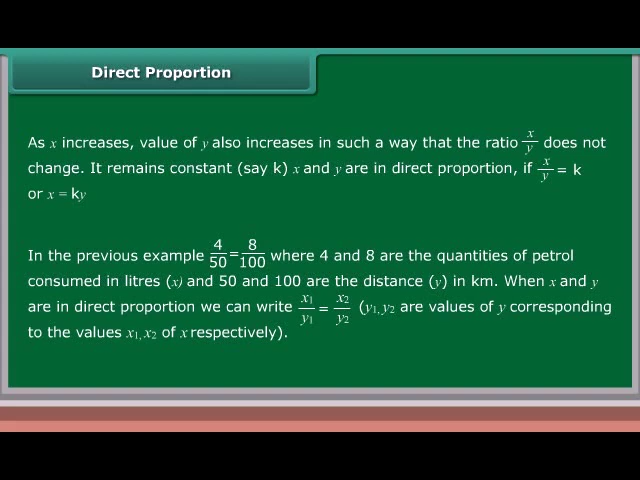 Direct Proportion
As x increases, value of y also increases in such a way that the ratio x/y does not
change. It remains constant (say k) x and y are in direct proportion, if x/y = k
or x = ky
In the previous example 4/50 = 8/100 where 4 and 8 are the quantities of petrol
consumed in litres (x) and 50 and 100 are the distance (y) in km. When x and y
are in direct proportion we can write x₁/y₁ = x₂/y₂ (y₁, y₂ are values of y corresponding
to the values x₁, x₂ of x respectively).